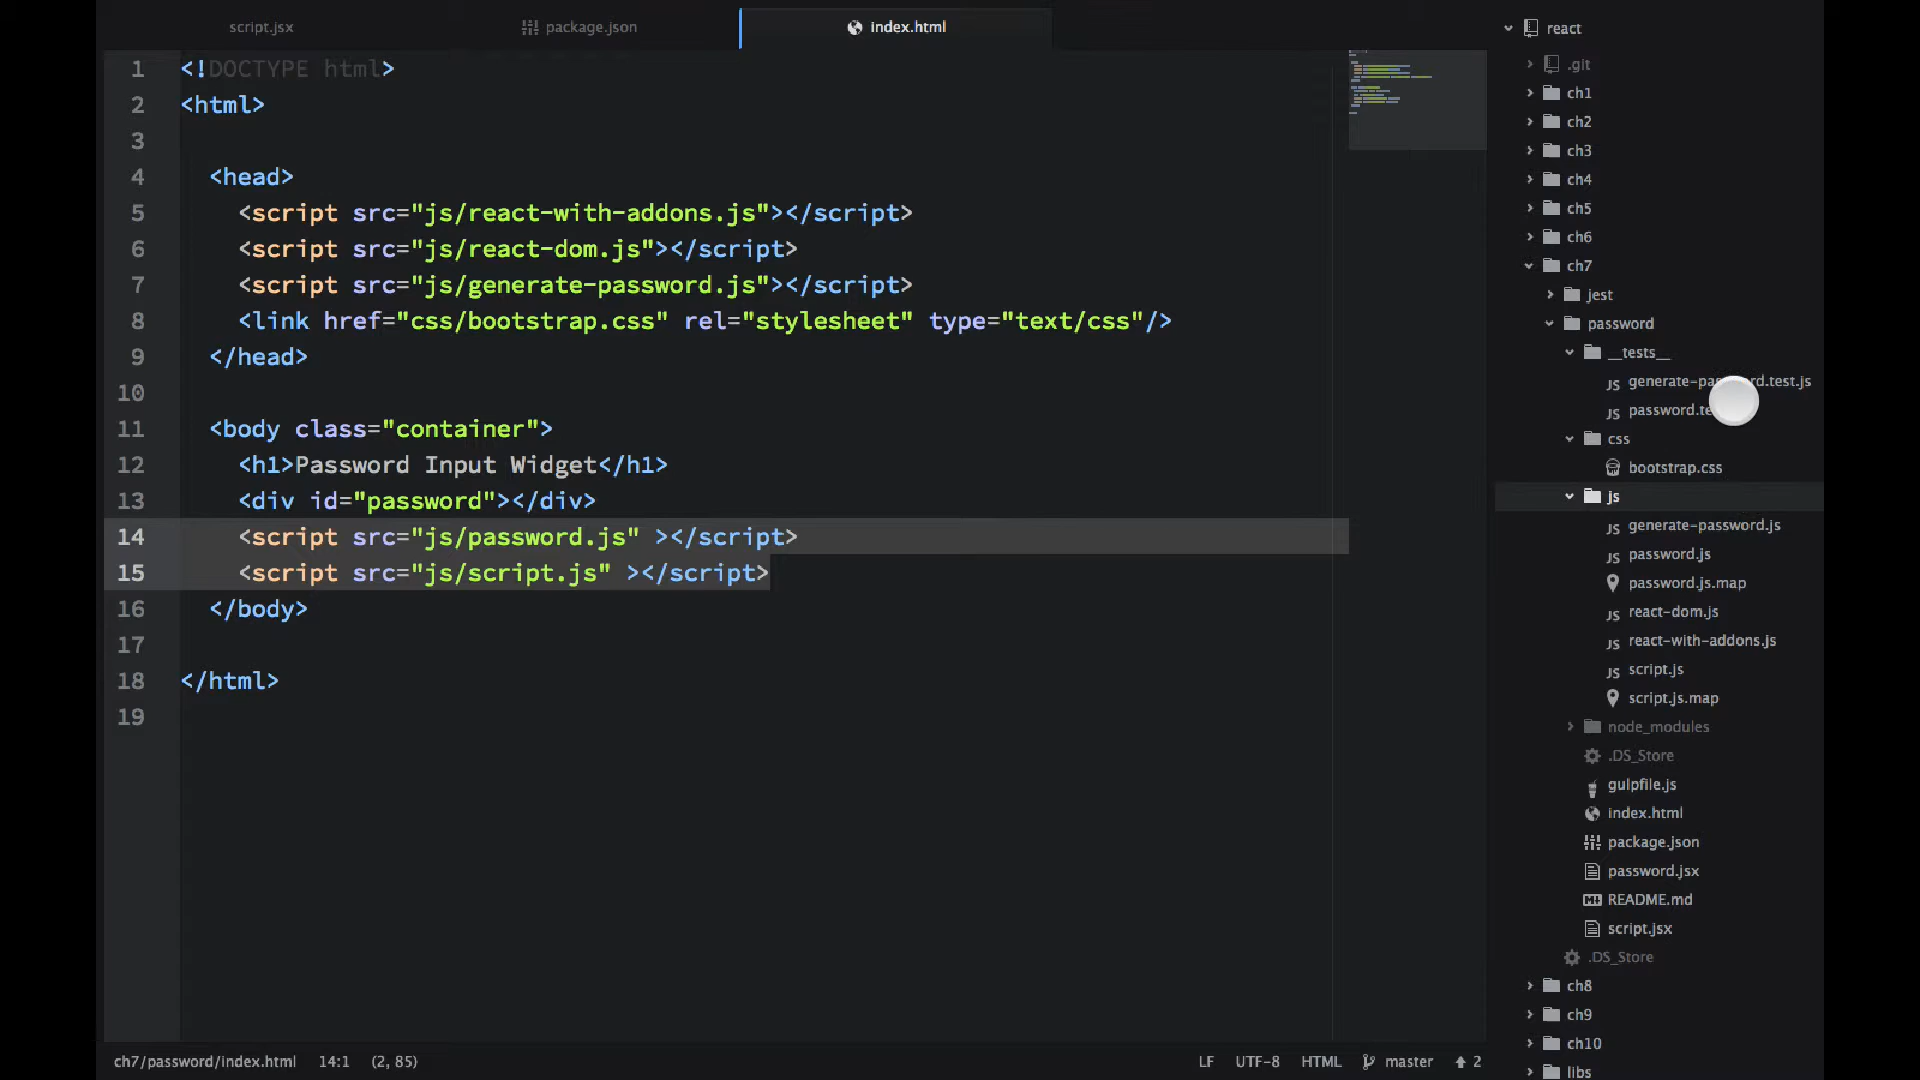 script.jsx
package.json
index.html
1 <!DOCTYPE html>
2 <html>
3
4 <head>
5 <script src="js/react-with-addons.js"></script>
6 <script src="js/react-dom.js"></script>
7 <script src="js/generate-password.js"></script>
8 <link href="css/bootstrap.css" rel="stylesheet" type="text/css"/>
9 </head>
10
11 <body class="container">
12 <h1>Password Input Widget</h1>
13 <div id="password"></div>
14 <script src="js/password.js" ></script>
15 <script src="js/script.js" ></script>
16 </body>
17
18 </html>
19
react
.git
ch1
ch2
ch3
ch4
ch5
ch6
ch7
jest
password
__tests__
JS
JS
css
bootstrap.css
js
JS generate-password.js
JS password.js
password.js.map
JS react-dom.js
JS react-with-addons.js
JS script.js
script.js.map
node_modules
.DS_Store
gulpfile.js
index.html
package.json
password.jsx
README.md
script.jsx
.DS_Store
ch8
ch9
ch10
libs
ch7/password/index.html 14:1 (2, 85)
LF UTF-8 HTML master 2